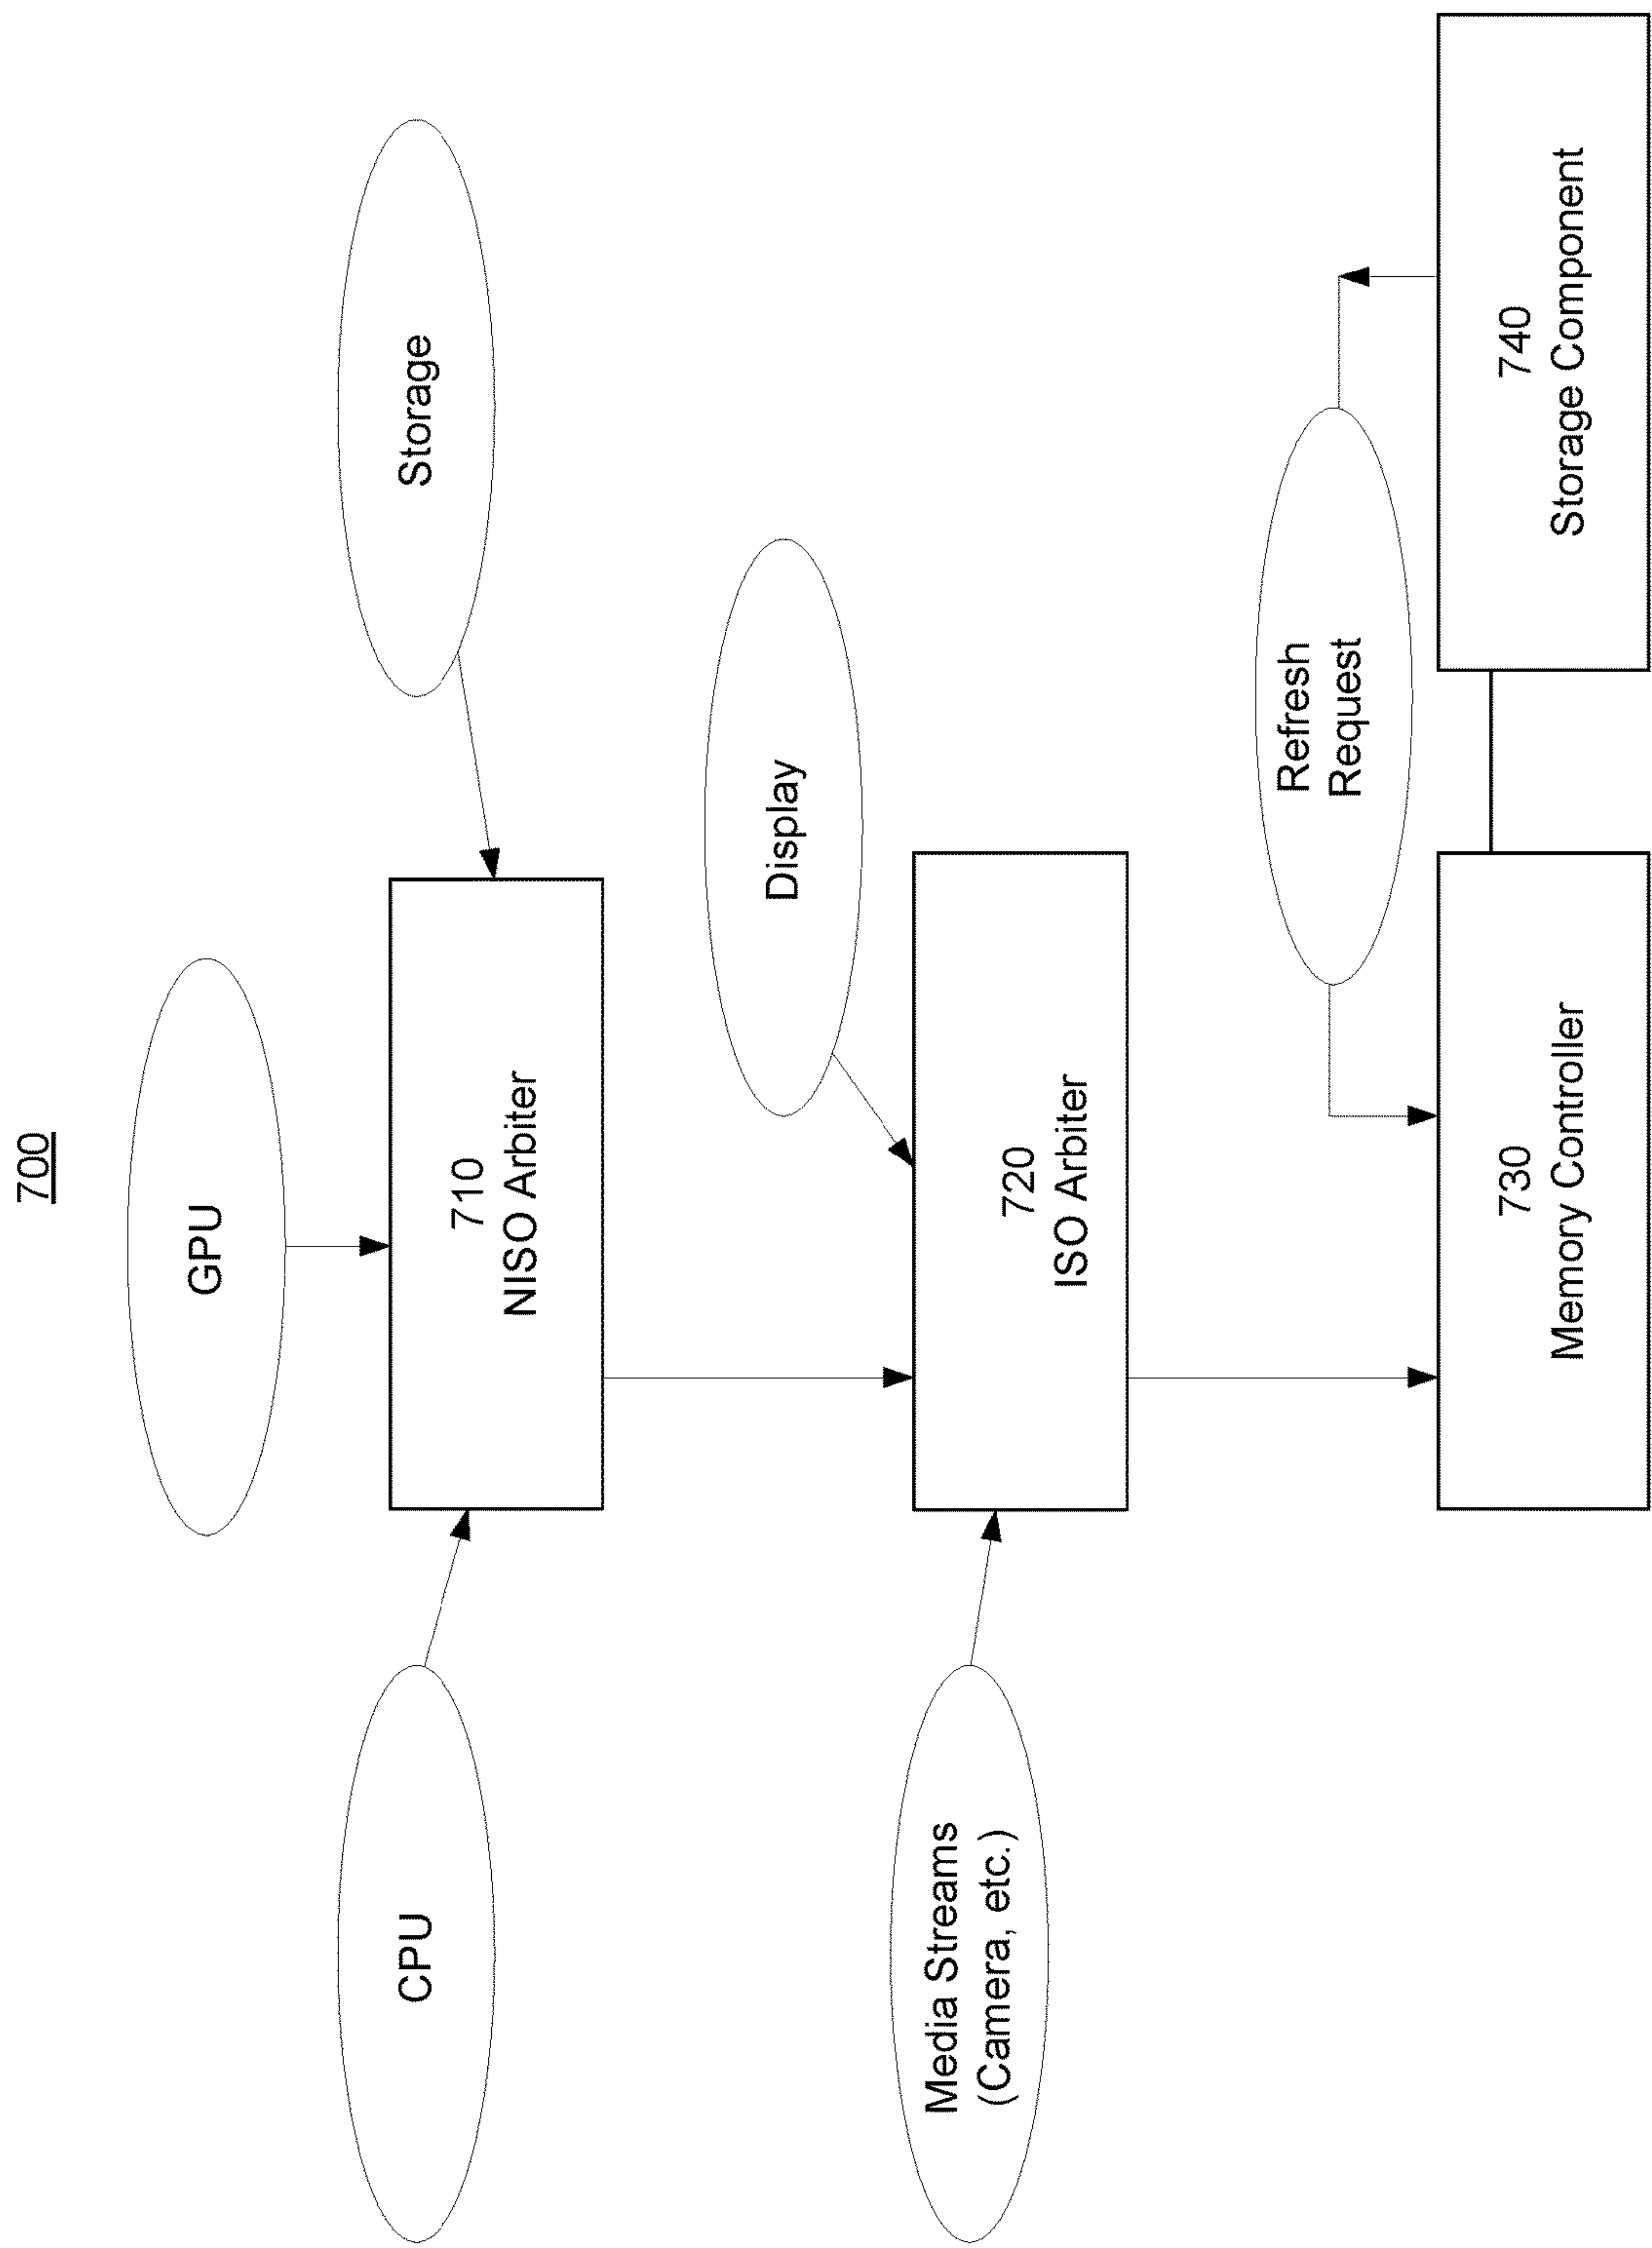 700
GPU
CPU
Storage
710
NISO Arbiter
Display
Media Streams
(Camera, etc.)
720
ISO Arbiter
Refresh
Request
730
Memory Controller
740
Storage Component